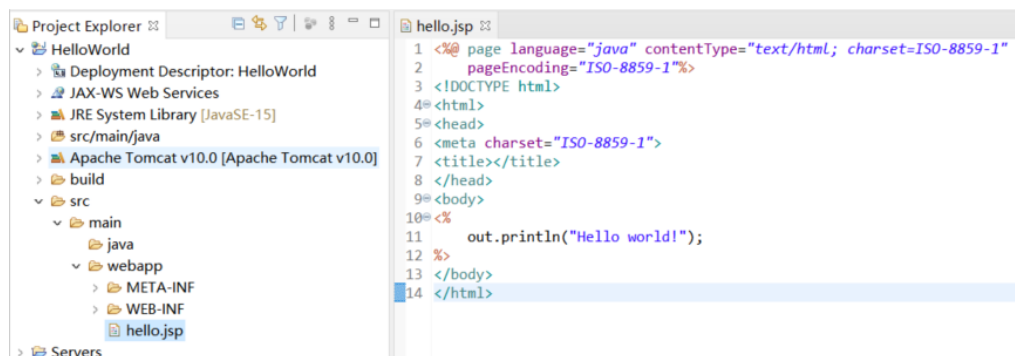 Project Explorer
HelloWorld
Deployment Descriptor: HelloWorld
JAX-WS Web Services
JRE System Library [JavaSE-15]
src/main/java
Apache Tomcat v10.0 [Apache Tomcat v10.0]
build
src
main
java
webapp
META-INF
WEB-INF
hello.jsp
Servers
hello.jsp
1 <%@ page language="java" contentType="text/html; charset=ISO-8859-1"
2     pageEncoding="ISO-8859-1"%>
3 <!DOCTYPE html>
4 <html>
5 <head>
6 <meta charset="ISO-8859-1">
7 <title></title>
8 </head>
9 <body>
10 <%
11     out.println("Hello world!");
12 %>
13 </body>
14 </html>